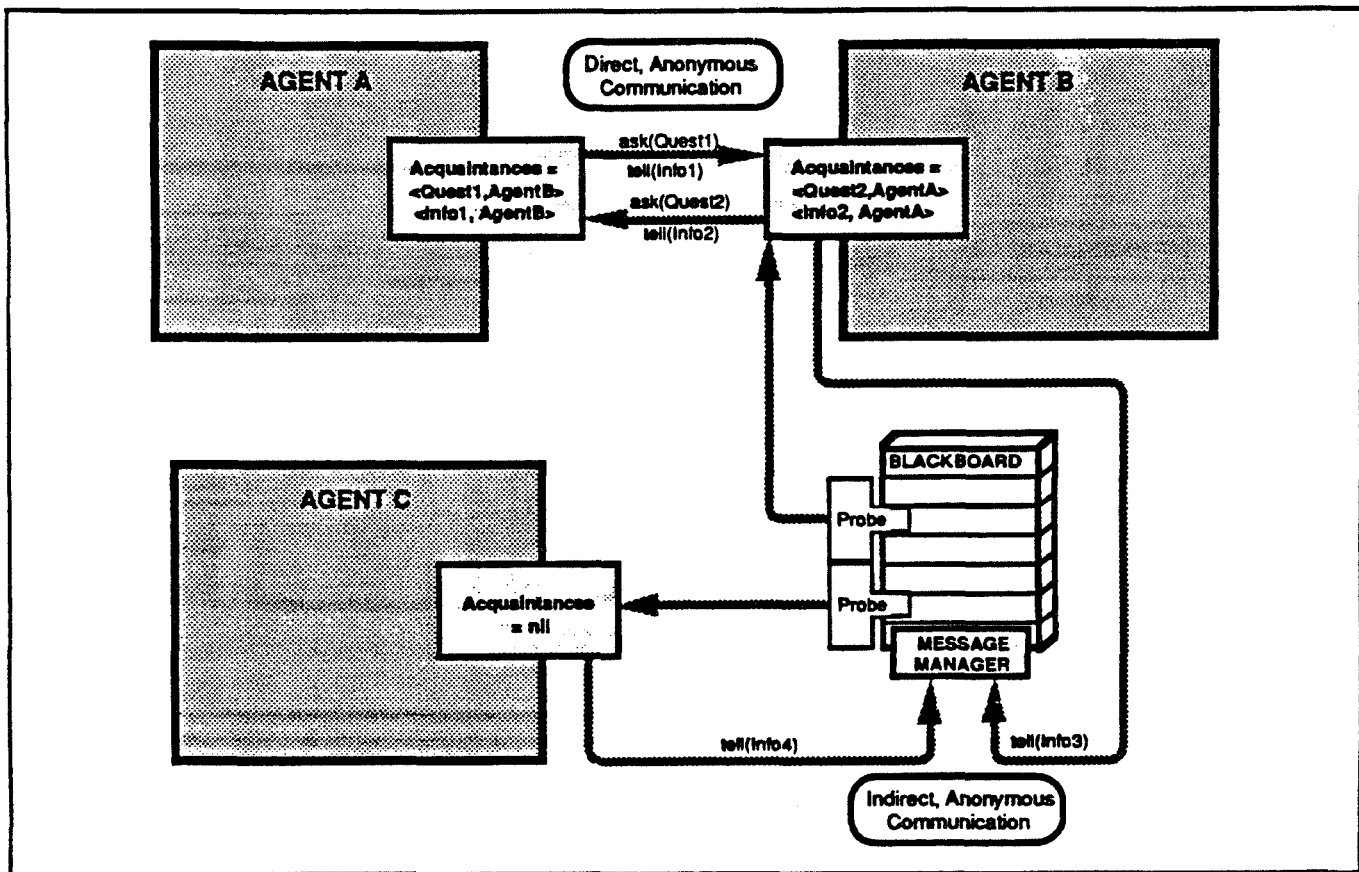 AGENT A
Direct, Anonymous
Communication
AGENT B
Acquaintances =
<Quest1,AgentB>
<Info1, AgentB>
ask(Quest1)
tell(Info1)
ask(Quest2)
tell(Info2)
Acquaintances =
<Quest2,AgentA>
<Info2, AgentA>
AGENT C
Acquaintances
= nil
BLACKBOARD
Probe
Probe
MESSAGE
MANAGER
tell(Info4)
tell(Info3)
Indirect, Anonymous
Communication